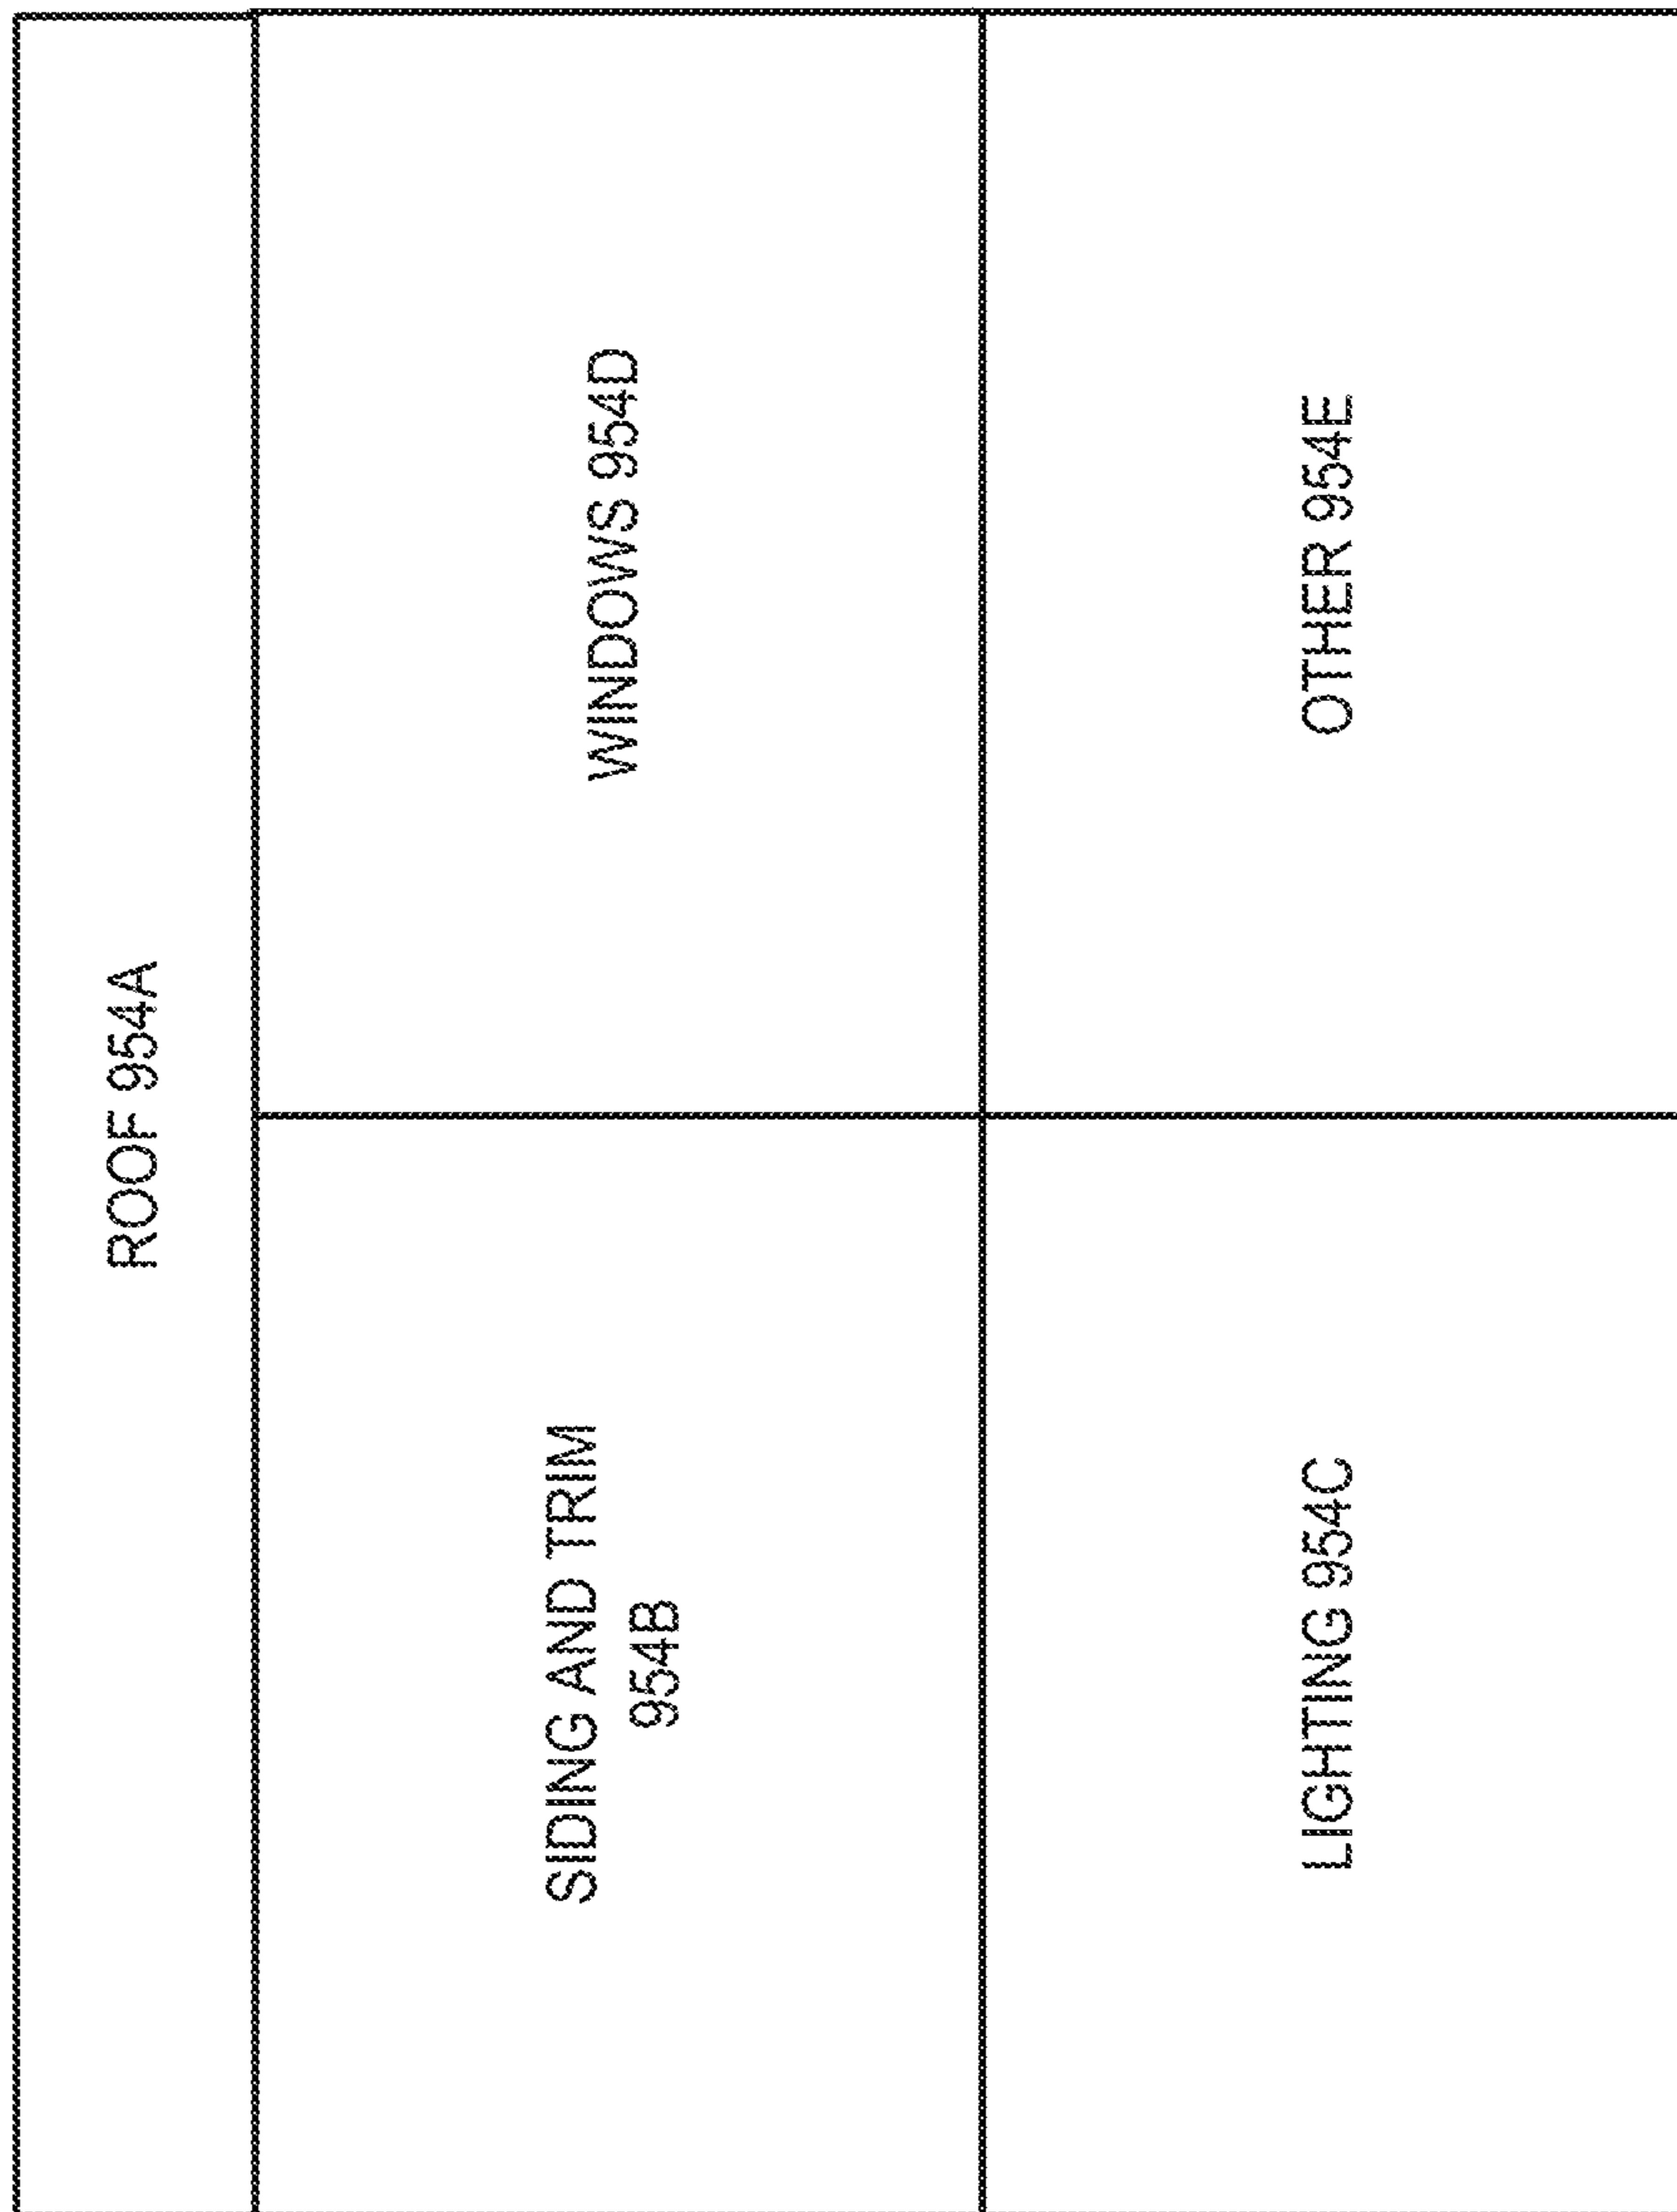 ROOF 954A
SIDING AND TRIM
954B
WINDOWS 954D
LIGHTING 954C
OTHER 954E